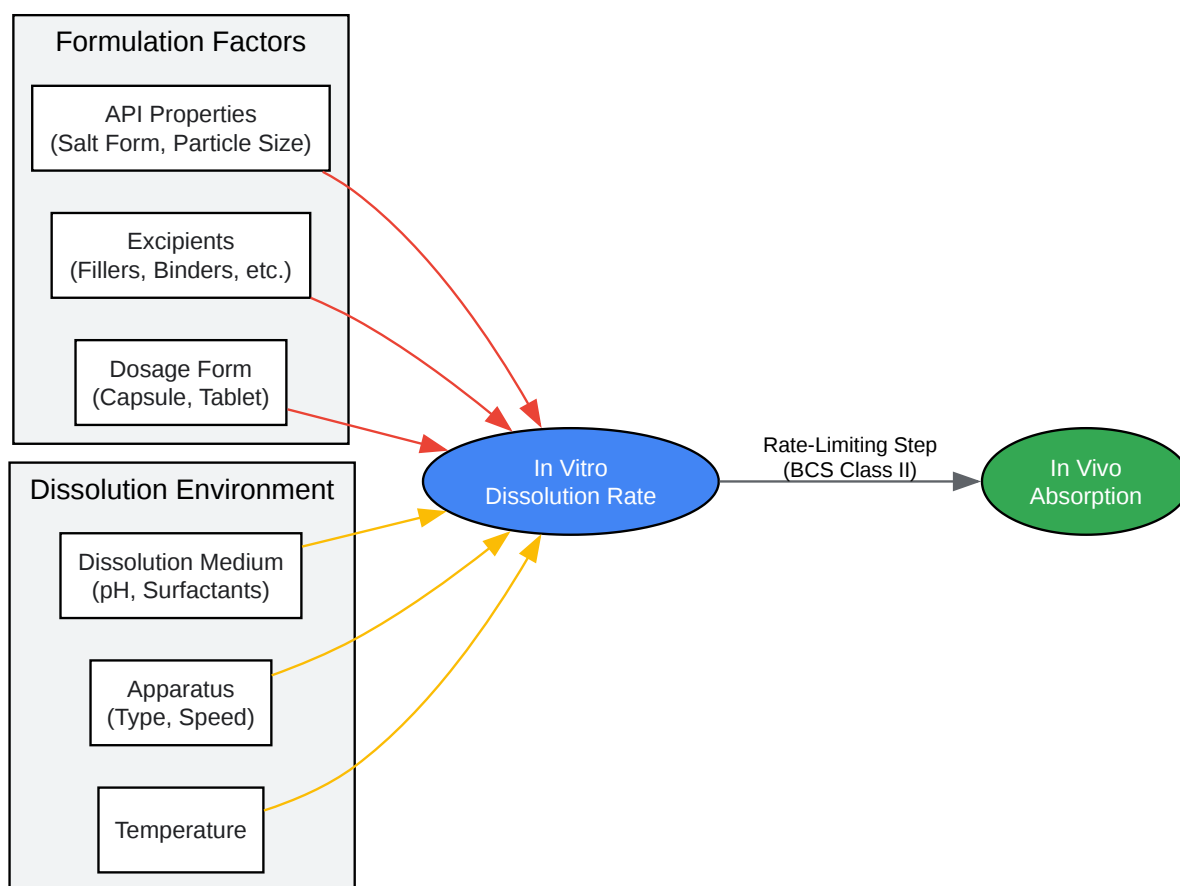 Formulation Factors
API Properties
(Salt Form, Particle Size)
Excipients
(Fillers, Binders, etc.)
Dosage Form
(Capsule, Tablet)
Dissolution Environment
Dissolution Medium
(pH, Surfactants)
Apparatus
(Type, Speed)
Temperature
In Vitro
Dissolution Rate
Rate-Limiting Step
(BCS Class II)
In Vivo
Absorption